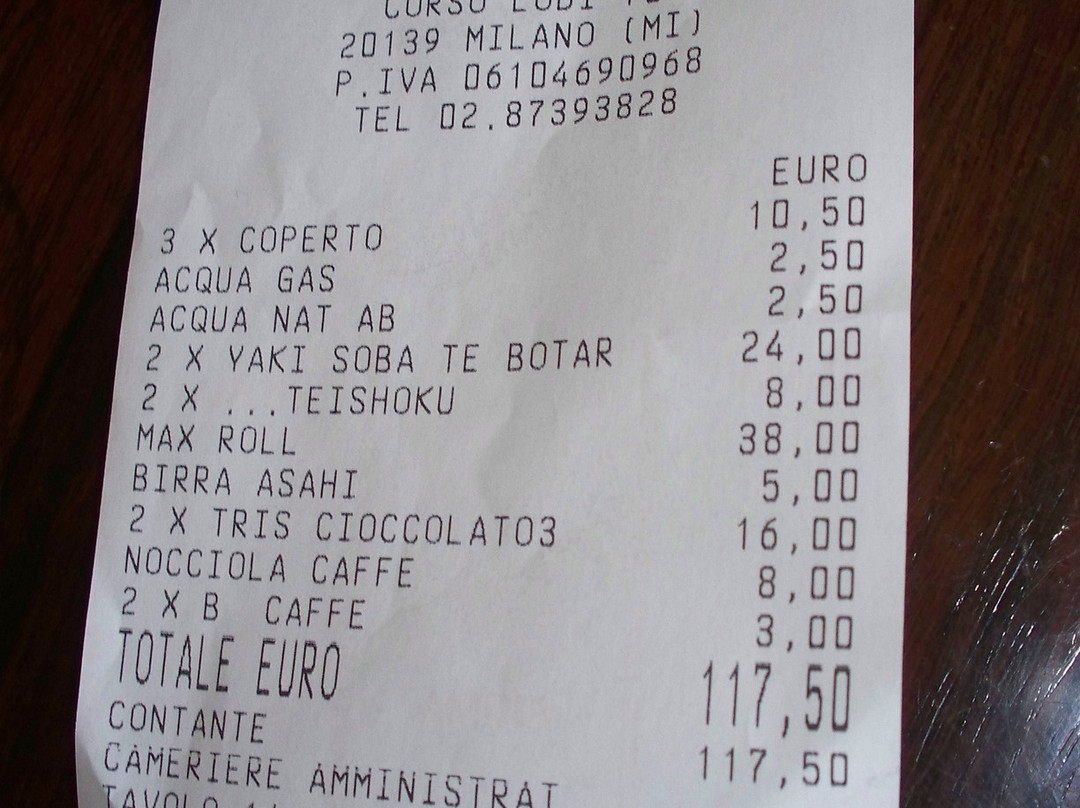 CORSO LODI
20139 MILANO (MI)
P.IVA 06104690968
TEL 02.87393828
EURO
3 X COPERTO 10,50
ACQUA GAS 2,50
ACQUA NAT AB 2,50
2 X YAKI SOBA TE BOTAR 24,00
2 X ...TEISHOKU 8,00
MAX ROLL 38,00
BIRRA ASAHI 5,00
2 X TRIS CIOCCOLATO3 16,00
NOCCIOLA CAFFE 8,00
2 X B CAFFE 3,00
TOTALE EURO 117,50
CONTANTE 117,50
CAMERIERE AMMINISTRAT
TAVOLO